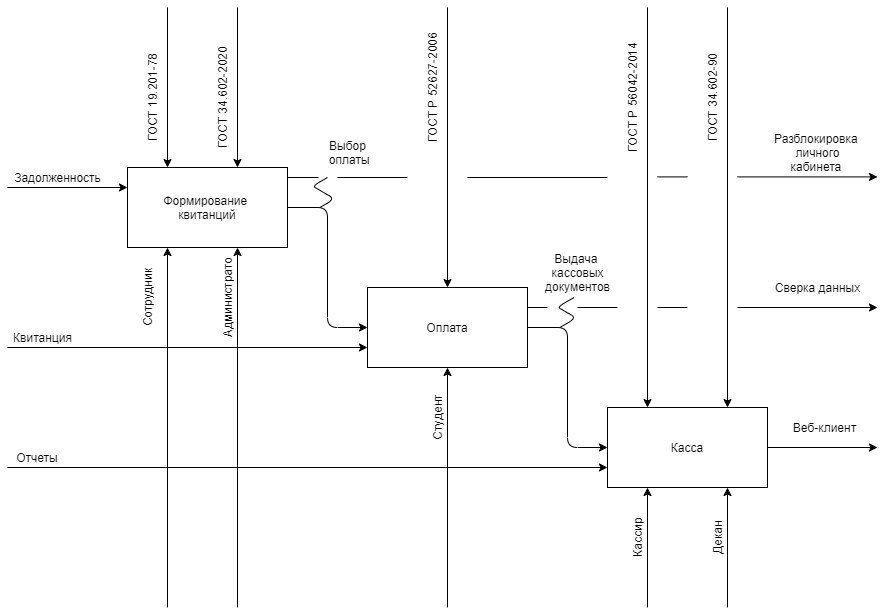 ГОСТ 19.201-78
ГОСТ 34.602-2020
ГОСТ Р 52627-2006
ГОСТ Р 56042-2014
ГОСТ 34.602-90
Выбор
оплаты
Разблокировка
личного
кабинета
Задолженность
Формирование
квитанций
Сотрудник
Администрато
Выдача
кассовых
документов
Сверка данных
Квитанция
Оплата
Студент
Веб-клиент
Отчеты
Касса
Кассир
Декан